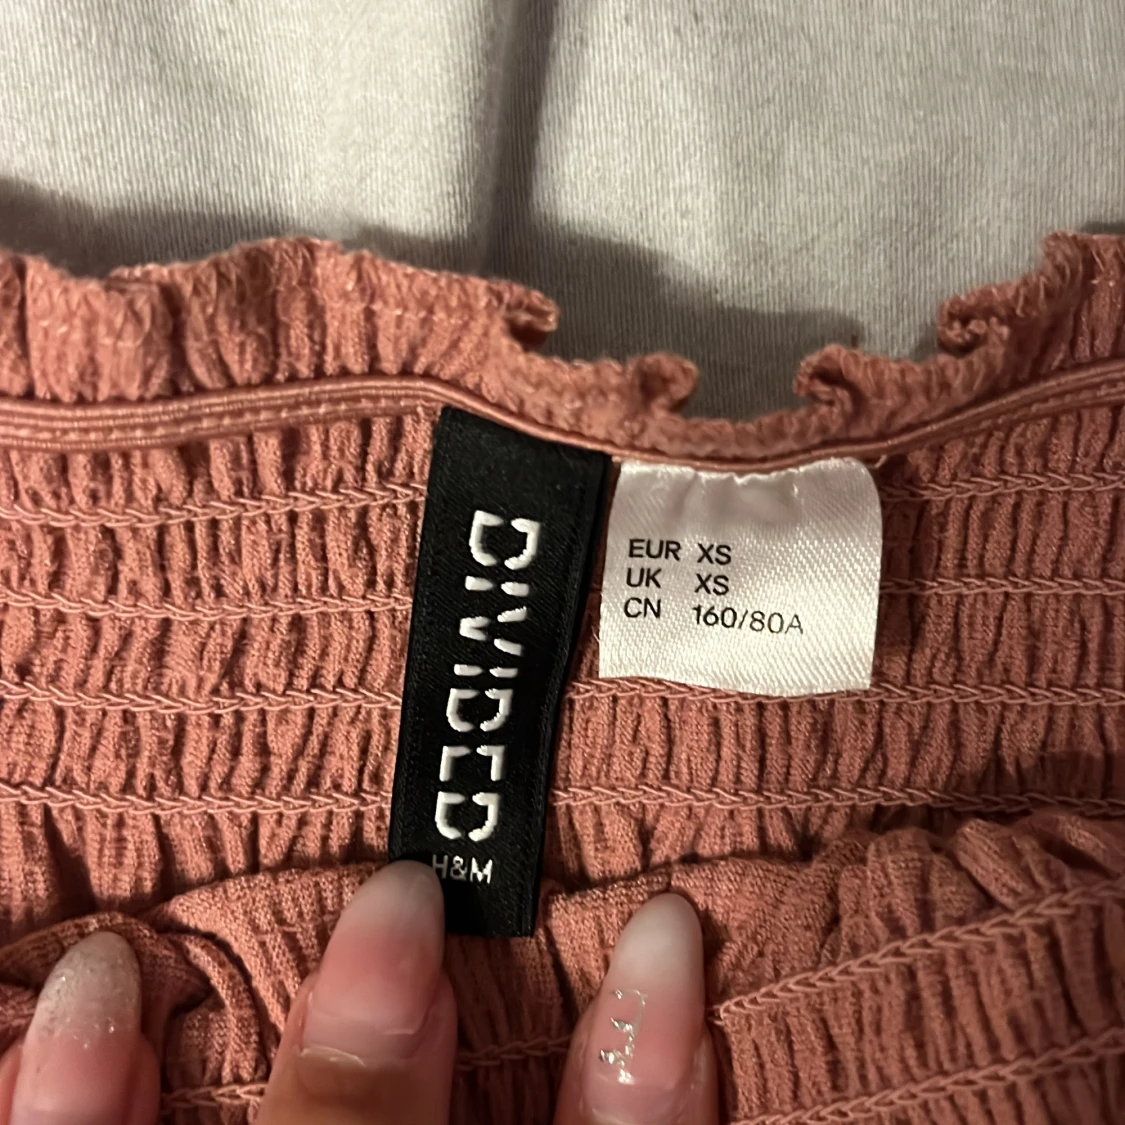 DIVIDED
H&M
EUR XS
UK XS
CN 160/80A